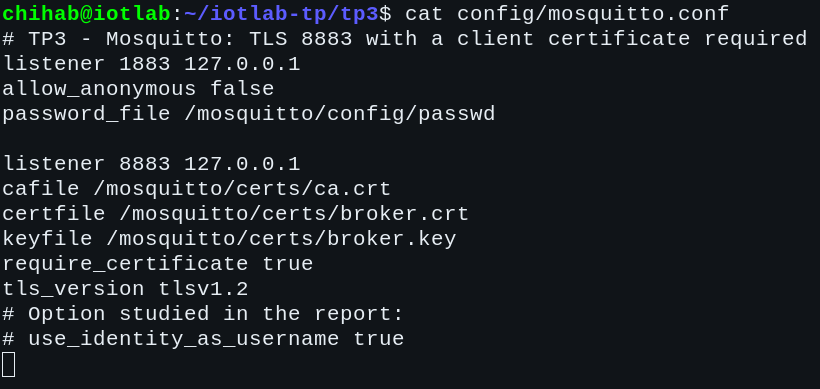 chihab@iotlab:~/iotlab-tp/tp3$ cat config/mosquitto.conf
# TP3 - Mosquitto: TLS 8883 with a client certificate required
listener 1883 127.0.0.1
allow_anonymous false
password_file /mosquitto/config/passwd

listener 8883 127.0.0.1
cafile /mosquitto/certs/ca.crt
certfile /mosquitto/certs/broker.crt
keyfile /mosquitto/certs/broker.key
require_certificate true
tls_version tlsv1.2
# Option studied in the report:
# use_identity_as_username true